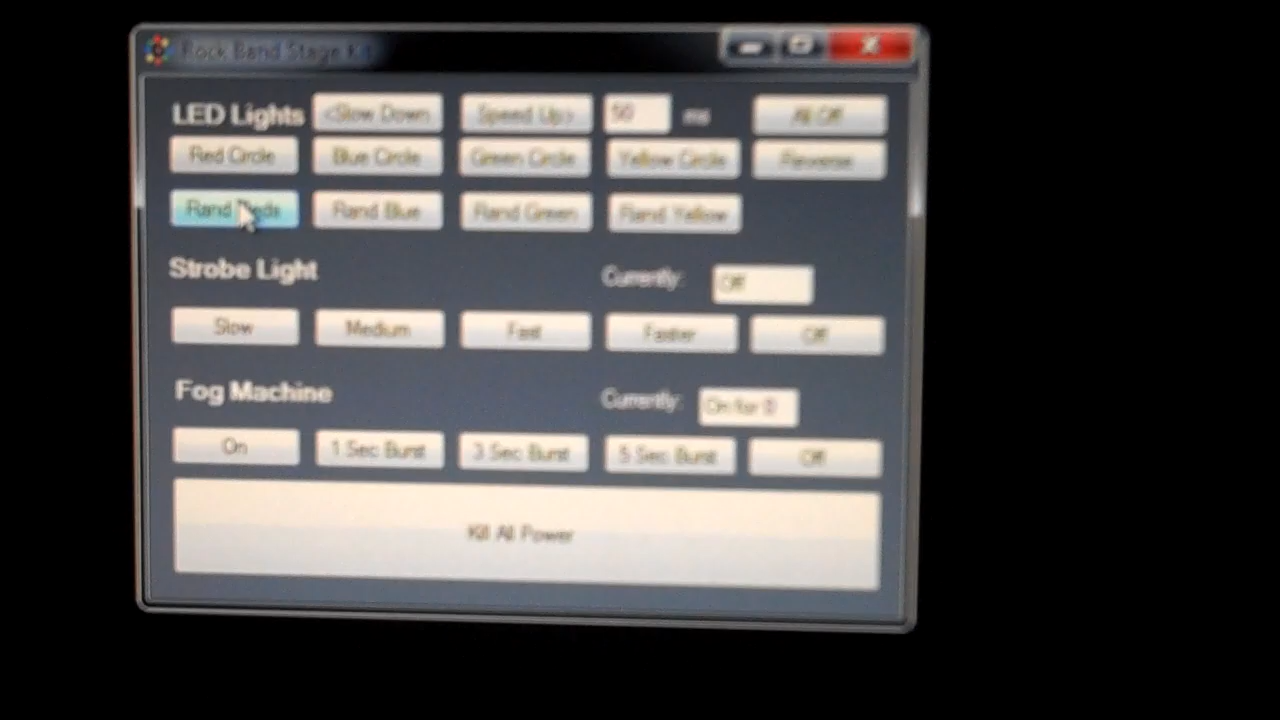 Rock Band Stage Kit
LED Lights <Slow Down Speed Up> 50 ms All Off
Red Circle Blue Circle Green Circle Yellow Circle Reverse
Rand Reds Rand Blue Rand Green Rand Yellow
Strobe Light Currently: Off
Slow Medium Fast Faster Off
Fog Machine Currently: On for 0
On 1 Sec Burst 3 Sec Burst 5 Sec Burst Off
Kill All Power